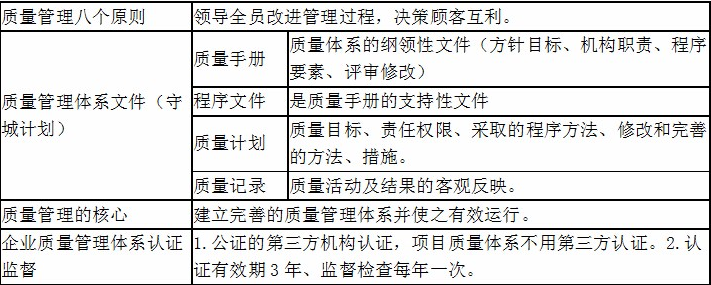 质量管理八个原则
领导全员改进管理过程，决策顾客互利。
质量管理体系文件（守
城计划）
质量手册
质量体系的纲领性文件（方针目标、机构职责、程序
要素、评审修改）
程序文件
是质量手册的支持性文件
质量计划
质量目标、责任权限、采取的程序方法、修改和完善
的方法、措施。
质量记录
质量活动及结果的客观反映。
质量管理的核心
建立完善的质量管理体系并使之有效运行。
企业质量管理体系认证
监督
1.公证的第三方机构认证，项目质量体系不用第三方认证。2.认
证有效期3年、监督检查每年一次。